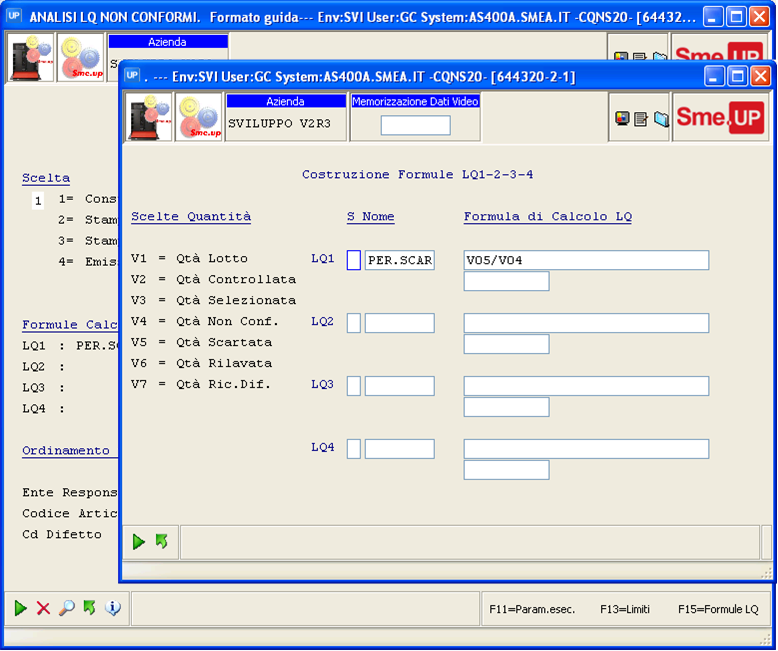 UP ANALISI LQ NON CONFORMI. Formato guida--- Env:SVI User:GC System:AS400A.SMEA.IT -CQNS20- [64432...
Sme.up
Azienda
Sme.UP
UP . --- Env:SVI User:GC System:AS400A.SMEA.IT -CQNS20- [644320-2-1]
Sme.up
Azienda
SVILUPPO V2R3
Memorizzazione Dati Video
Sme.UP
Costruzione Formule LQ1-2-3-4
Scelte Quantità
S Nome
Formula di Calcolo LQ
V1 = Qtà Lotto
LQ1
PER.SCAR
V05/V04
V2 = Qtà Controllata
V3 = Qtà Selezionata
V4 = Qtà Non Conf.
LQ2
V5 = Qtà Scartata
V6 = Qtà Rilavata
V7 = Qtà Ric.Dif.
LQ3
LQ4
Scelta
1 1= Cons
2= Stam
3= Stam
4= Emis
Formule Calc
LQ1 : PER.SC
LQ2 :
LQ3 :
LQ4 :
Ordinamento
Ente Respons
Codice Artic
Cd Difetto
F11=Param.esec. F13=Limiti F15=Formule LQ